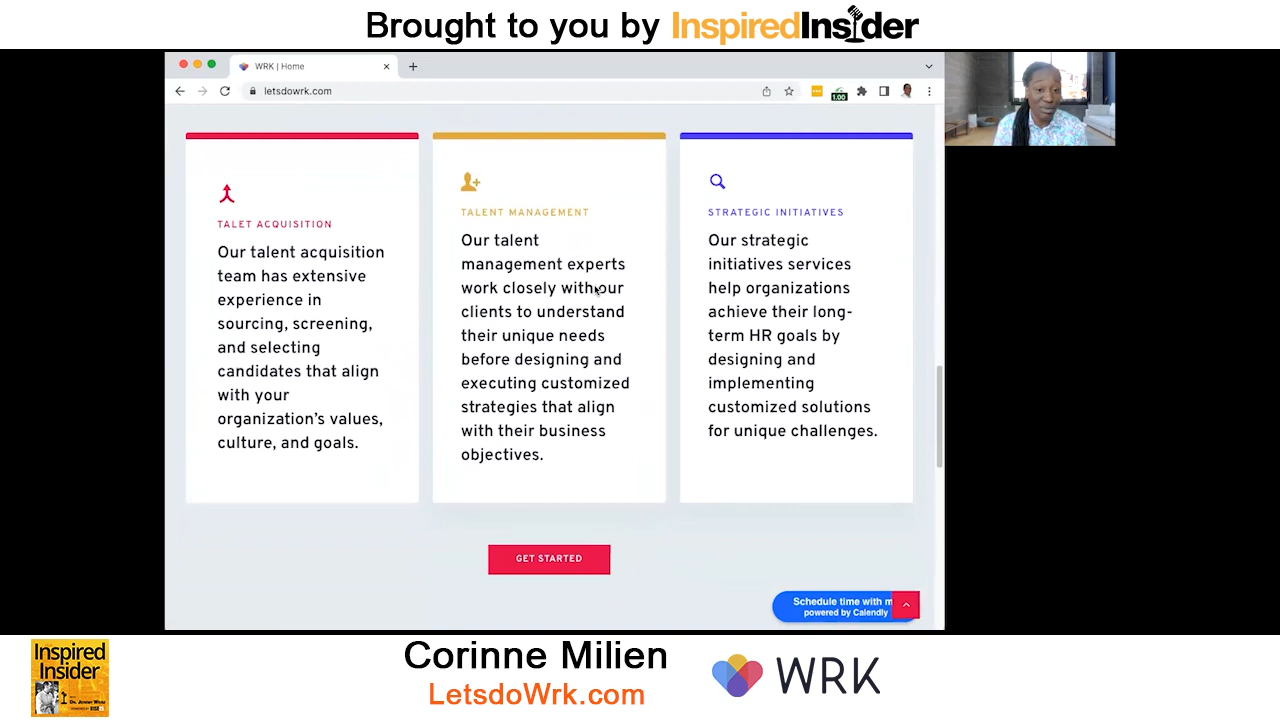 Brought to you by InspiredInsider
WRK | Home
letsdowrk.com
1.00
TALET ACQUISITION
Our talent acquisition
team has extensive
experience in
sourcing, screening,
and selecting
candidates that align
with your
organization's values,
culture, and goals.
TALENT MANAGEMENT
Our talent
management experts
work closely with our
clients to understand
their unique needs
before designing and
executing customized
strategies that align
with their business
objectives.
STRATEGIC INITIATIVES
Our strategic
initiatives services
help organizations
achieve their long-
term HR goals by
designing and
implementing
customized solutions
for unique challenges.
GET STARTED
Schedule time with m
powered by Calendly
Inspired
Insider
Corinne Milien
LetsdoWrk.com
WRK